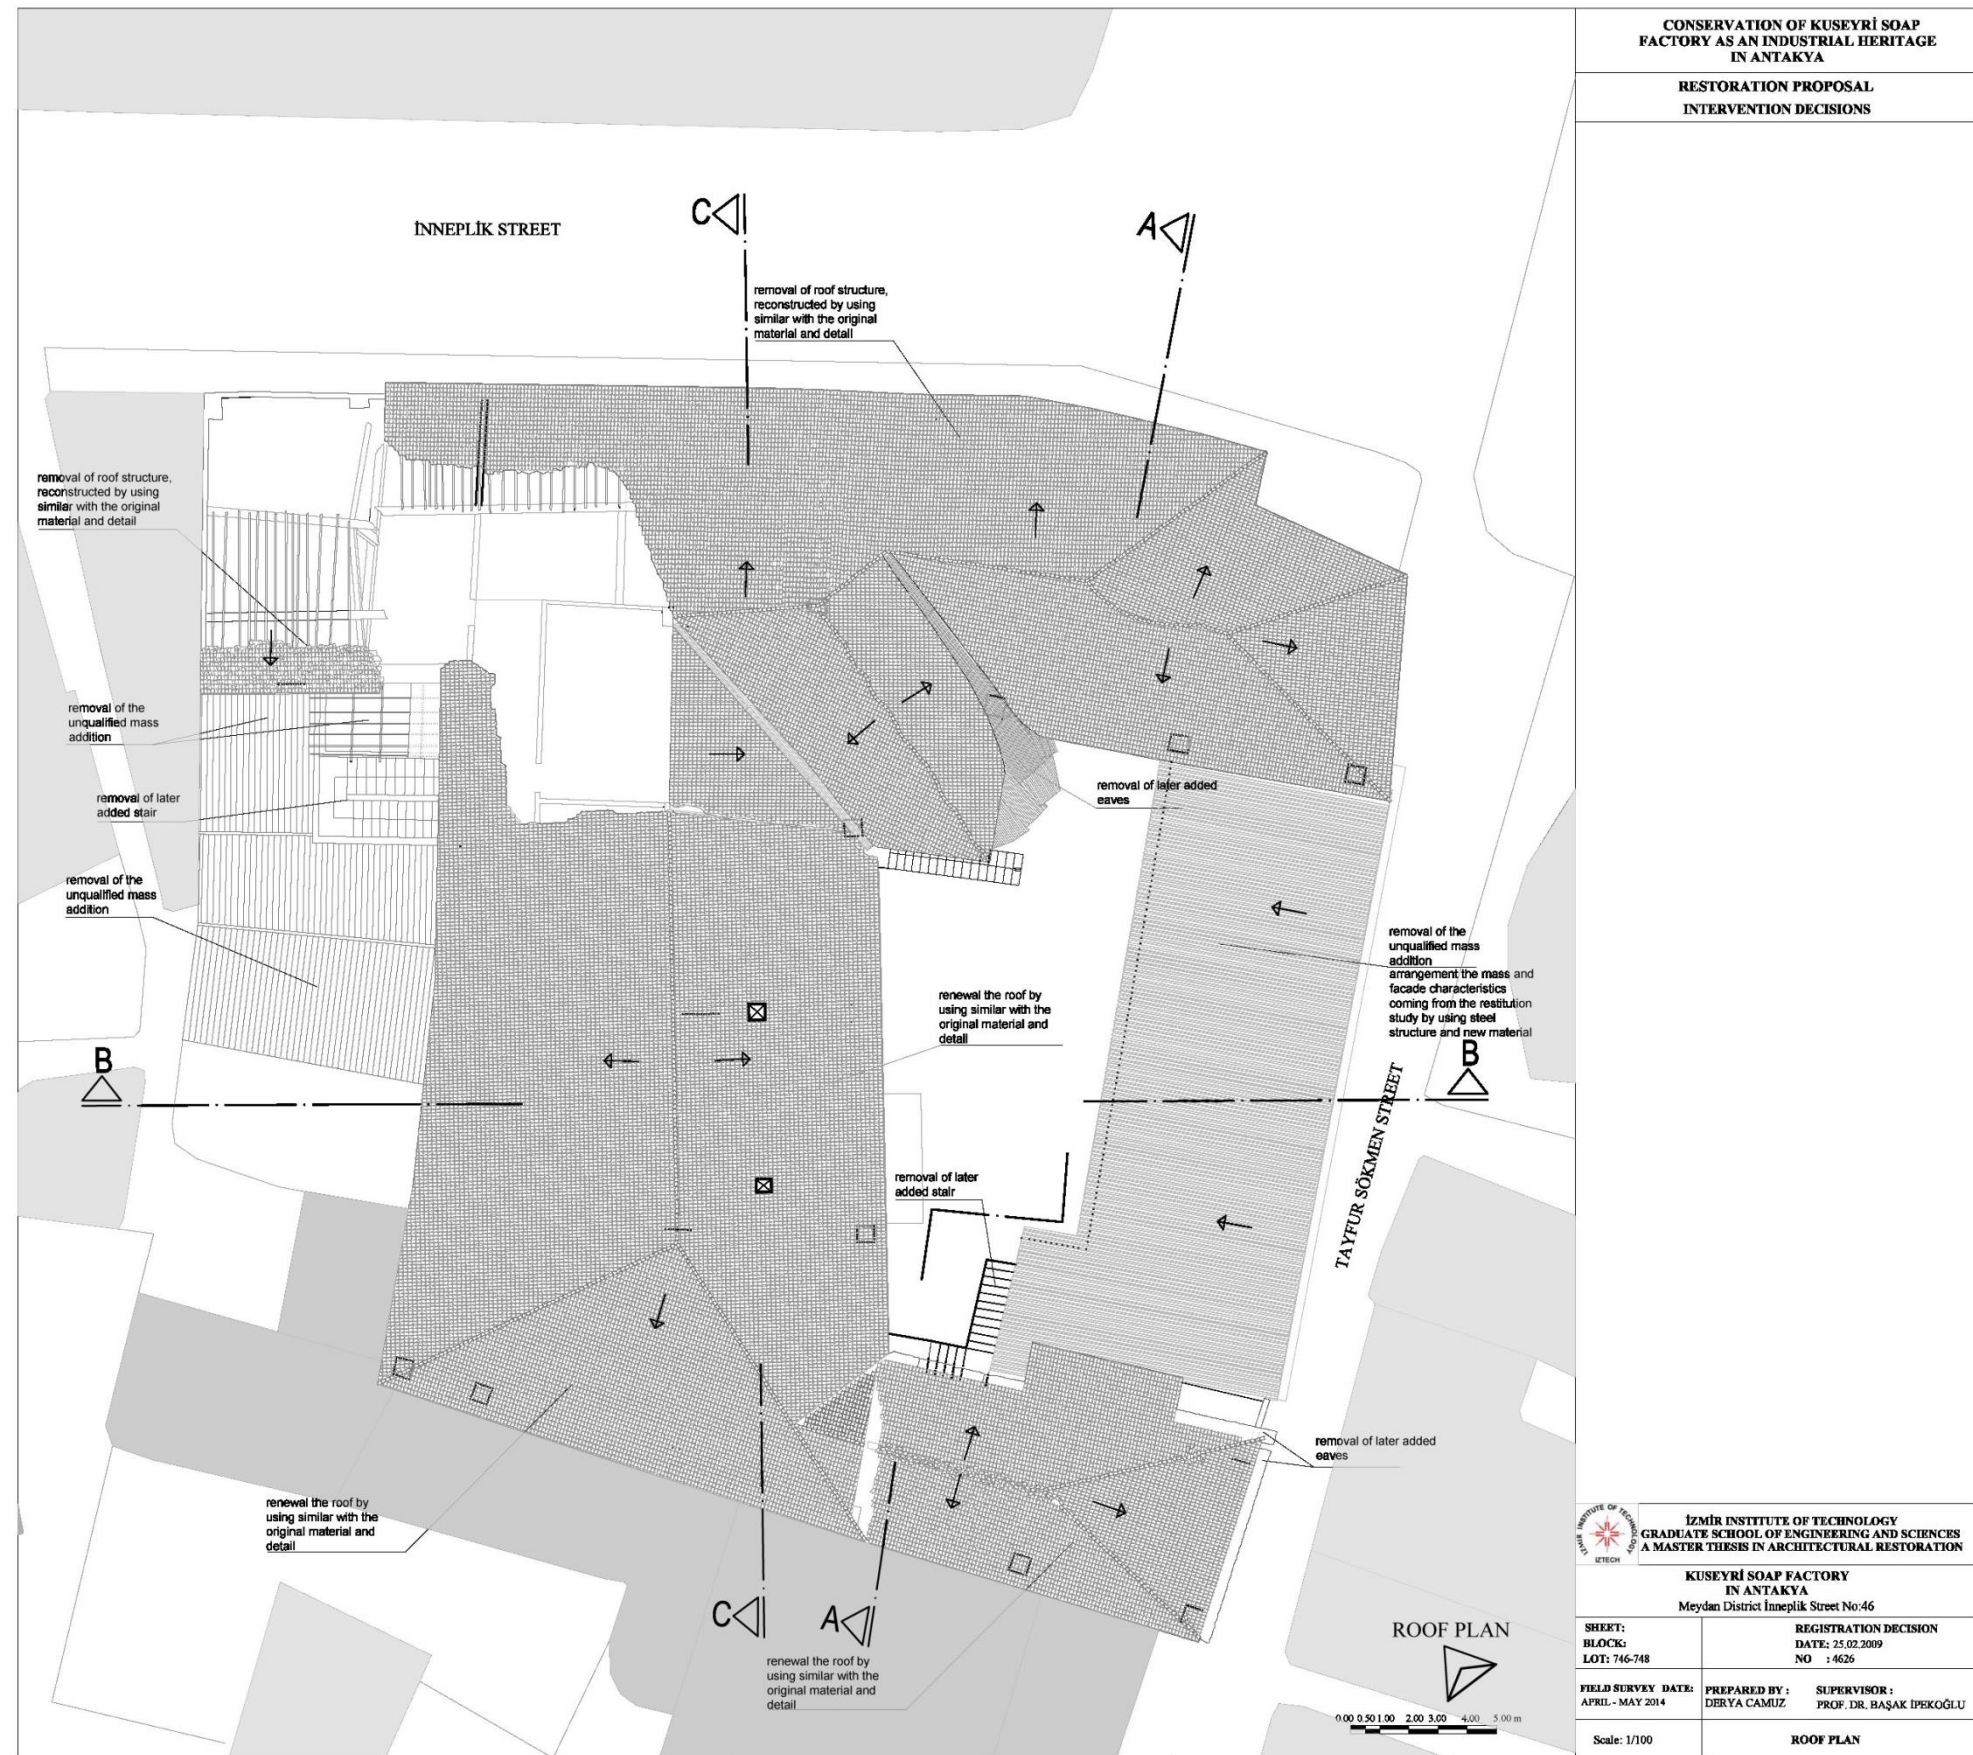 CONSERVATION OF KUSEYRİ SOAP
FACTORY AS AN INDUSTRIAL HERITAGE
IN ANTAKYA
RESTORATION PROPOSAL
INTERVENTION DECISIONS
İNNEPLİK STREET
C
A
removal of roof structure,
reconstructed by using
similar with the original
material and detail
removal of roof structure,
reconstructed by using
similar with the original
material and detail
removal of the
unqualified mass
addition
removal of later
added stair
removal of later added
eaves
removal of the
unqualified mass
addition
removal of the
unqualified mass
addition
arrangement the mass and
facade characteristics
coming from the restitution
study by using steel
structure and new material
renewal the roof by
using similar with the
original material and
detail
B
B
TAYFUR SÖKMEN STREET
removal of later
added stair
removal of later added
eaves
renewal the roof by
using similar with the
original material and
detail
C
A
renewal the roof by
using similar with the
original material and
detail
ROOF PLAN
0.00 0.50 1.00 2.00 3.00 4.00 5.00 m
İZMİR INSTITUTE OF TECHNOLOGY
IZTECH
İZMİR INSTITUTE OF TECHNOLOGY
GRADUATE SCHOOL OF ENGINEERING AND SCIENCES
A MASTER THESIS IN ARCHITECTURAL RESTORATION
KUSEYRİ SOAP FACTORY
IN ANTAKYA
Meydan District İnneplik Street No:46
SHEET:
BLOCK:
LOT: 746-748
REGISTRATION DECISION
DATE: 25.02.2009
NO : 4626
FIELD SURVEY DATE:
APRIL - MAY 2014
PREPARED BY :
DERYA CAMUZ
SUPERVISOR :
PROF. DR. BAŞAK İPEKOĞLU
Scale: 1/100
ROOF PLAN